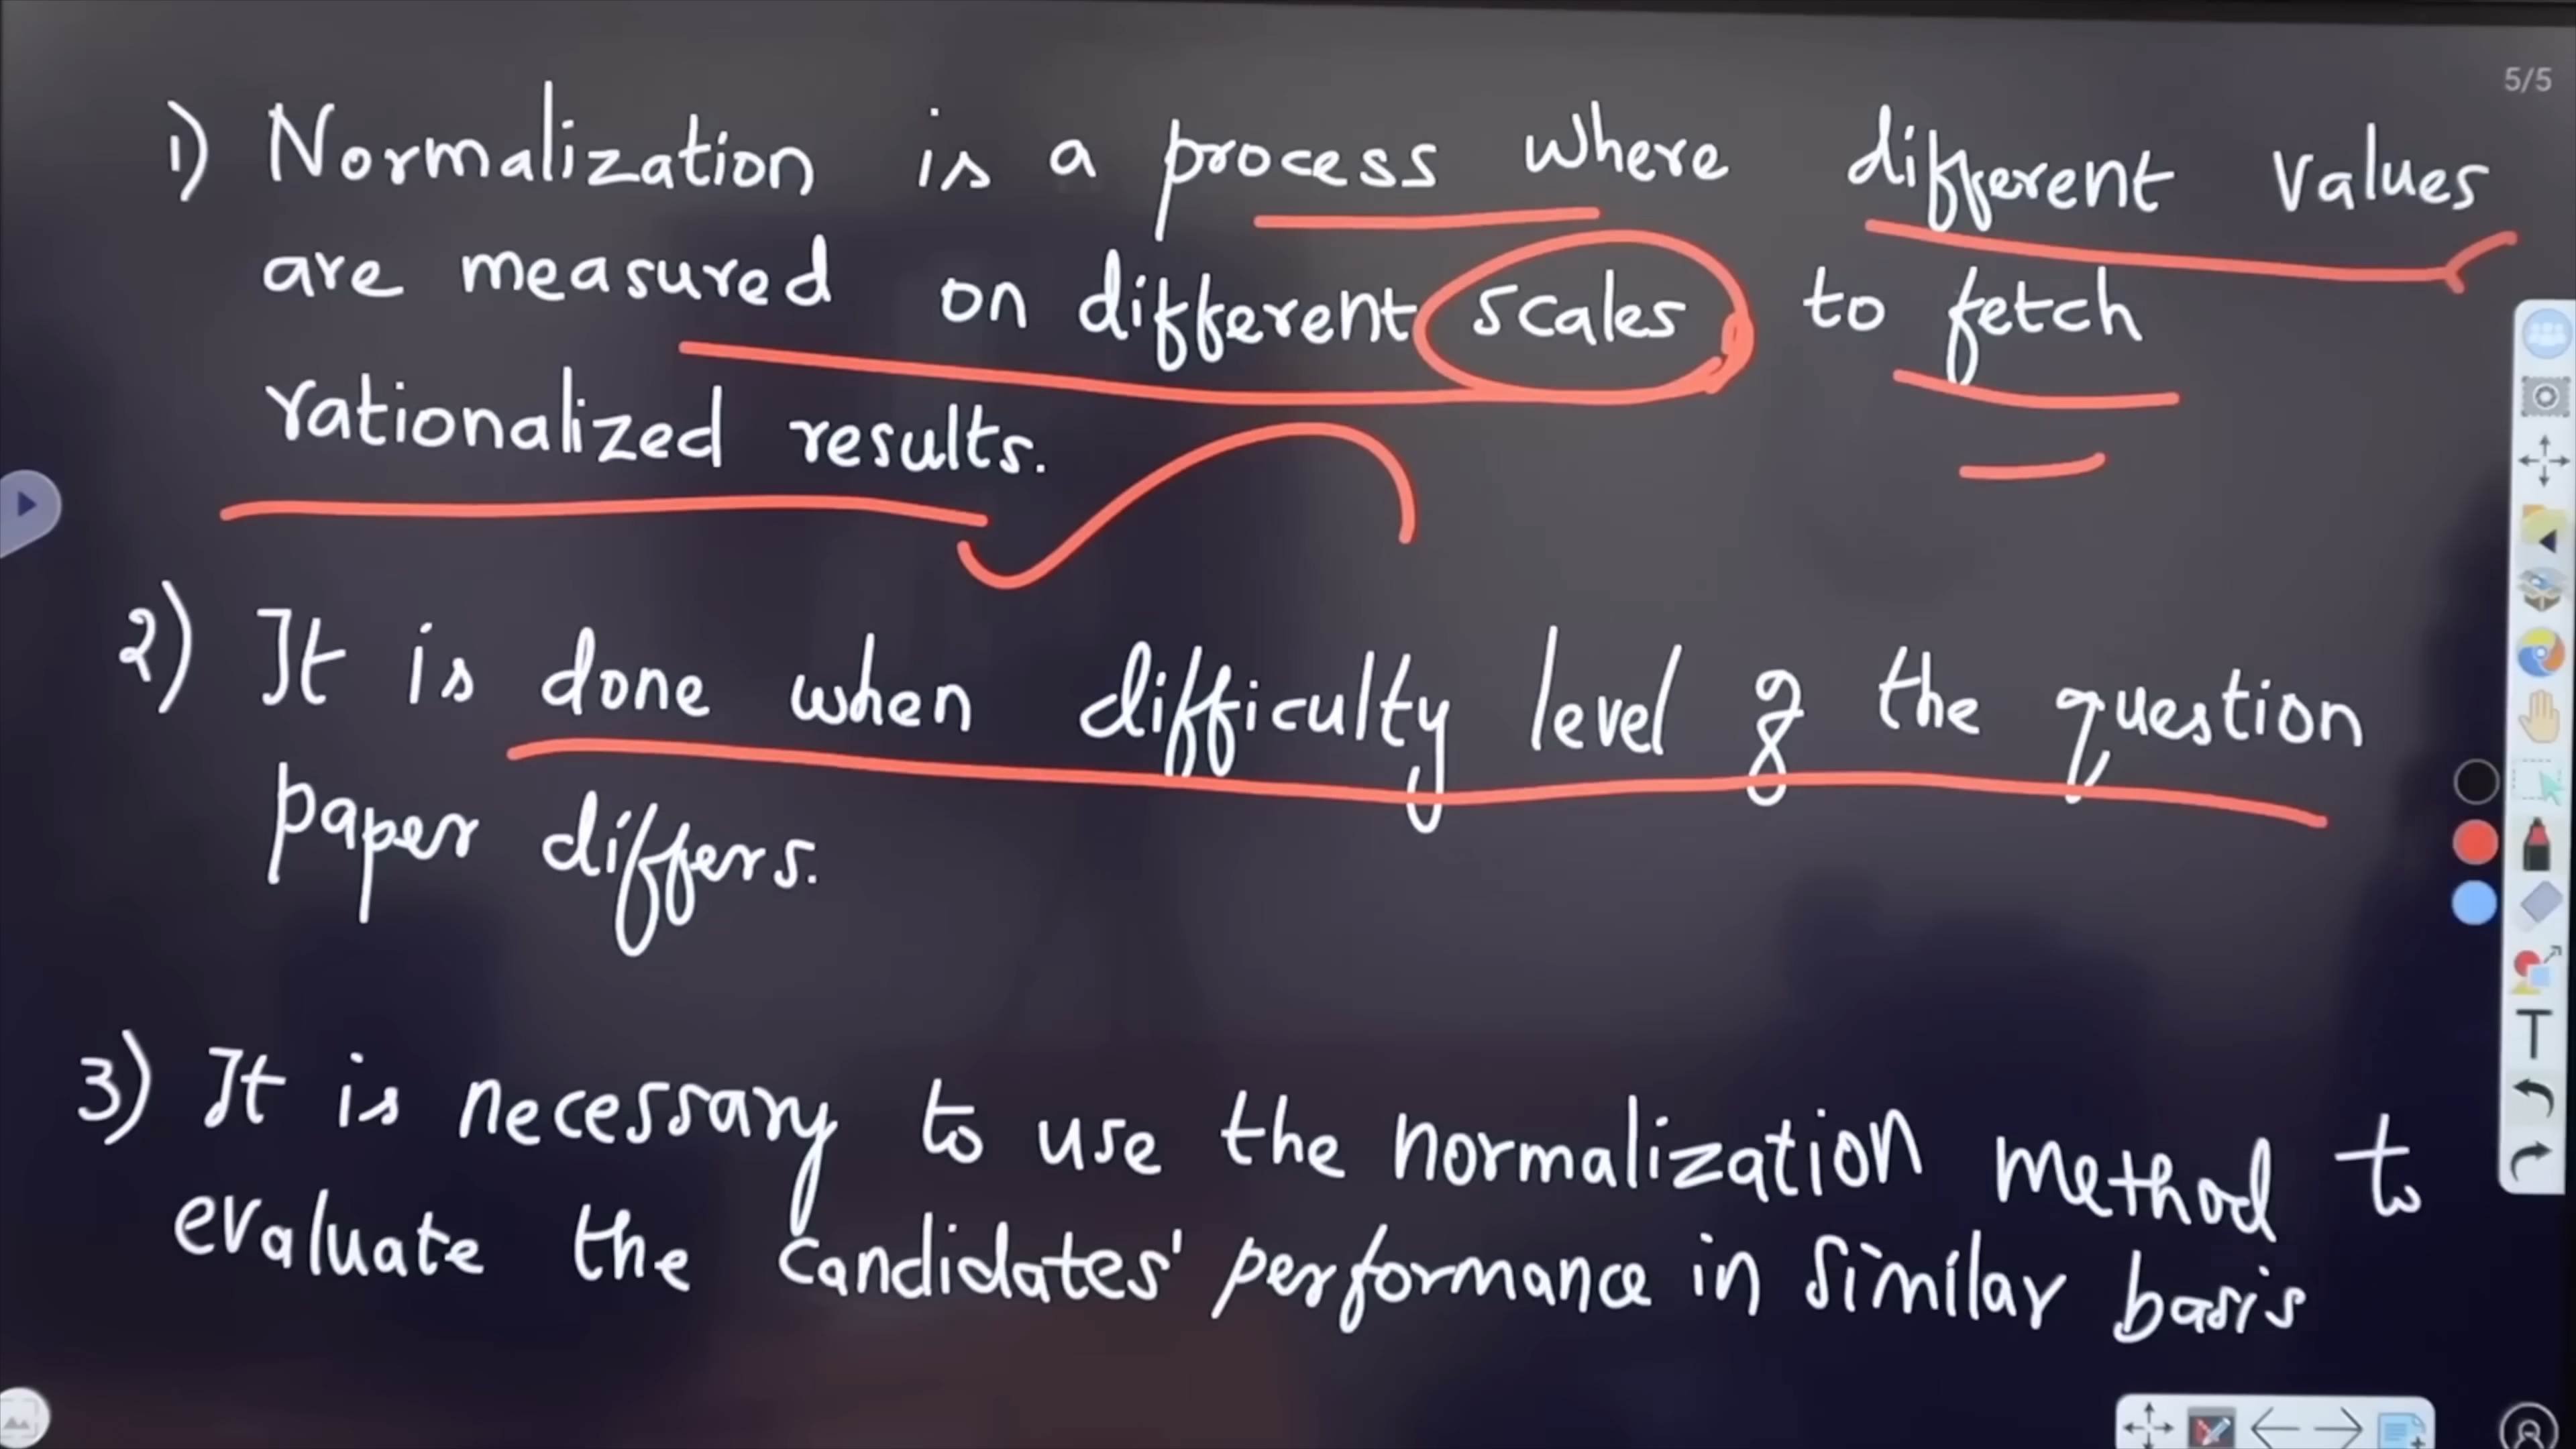 5/5
1) Normalization is a process where different values
are measured on different scales to fetch
rationalized results.
2) It is done when difficulty level of the question
paper differs.
3) It is necessary to use the normalization method to
evaluate the candidates' performance in similar basis
T